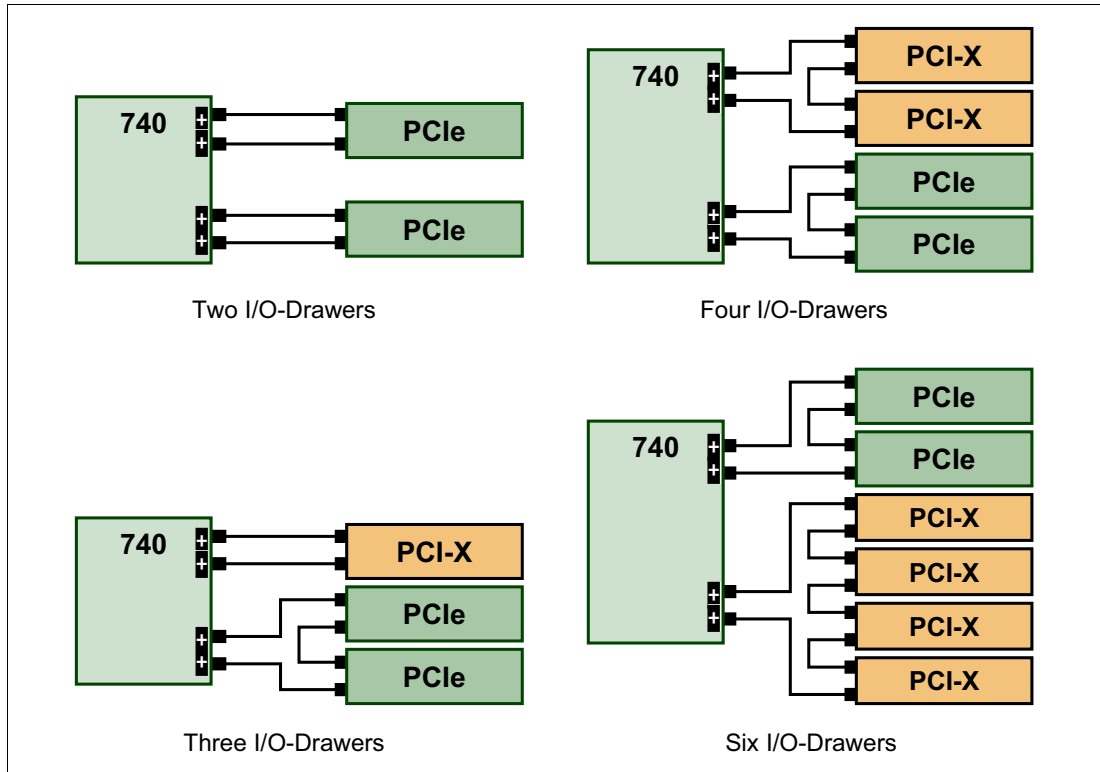 740
+
+
+
+
PCIe
PCIe
Two I/O-Drawers
740
+
+
+
+
PCI-X
PCI-X
PCIe
PCIe
Four I/O-Drawers
740
+
+
+
+
PCI-X
PCIe
PCIe
Three I/O-Drawers
740
+
+
+
+
PCIe
PCIe
PCI-X
PCI-X
PCI-X
PCI-X
Six I/O-Drawers